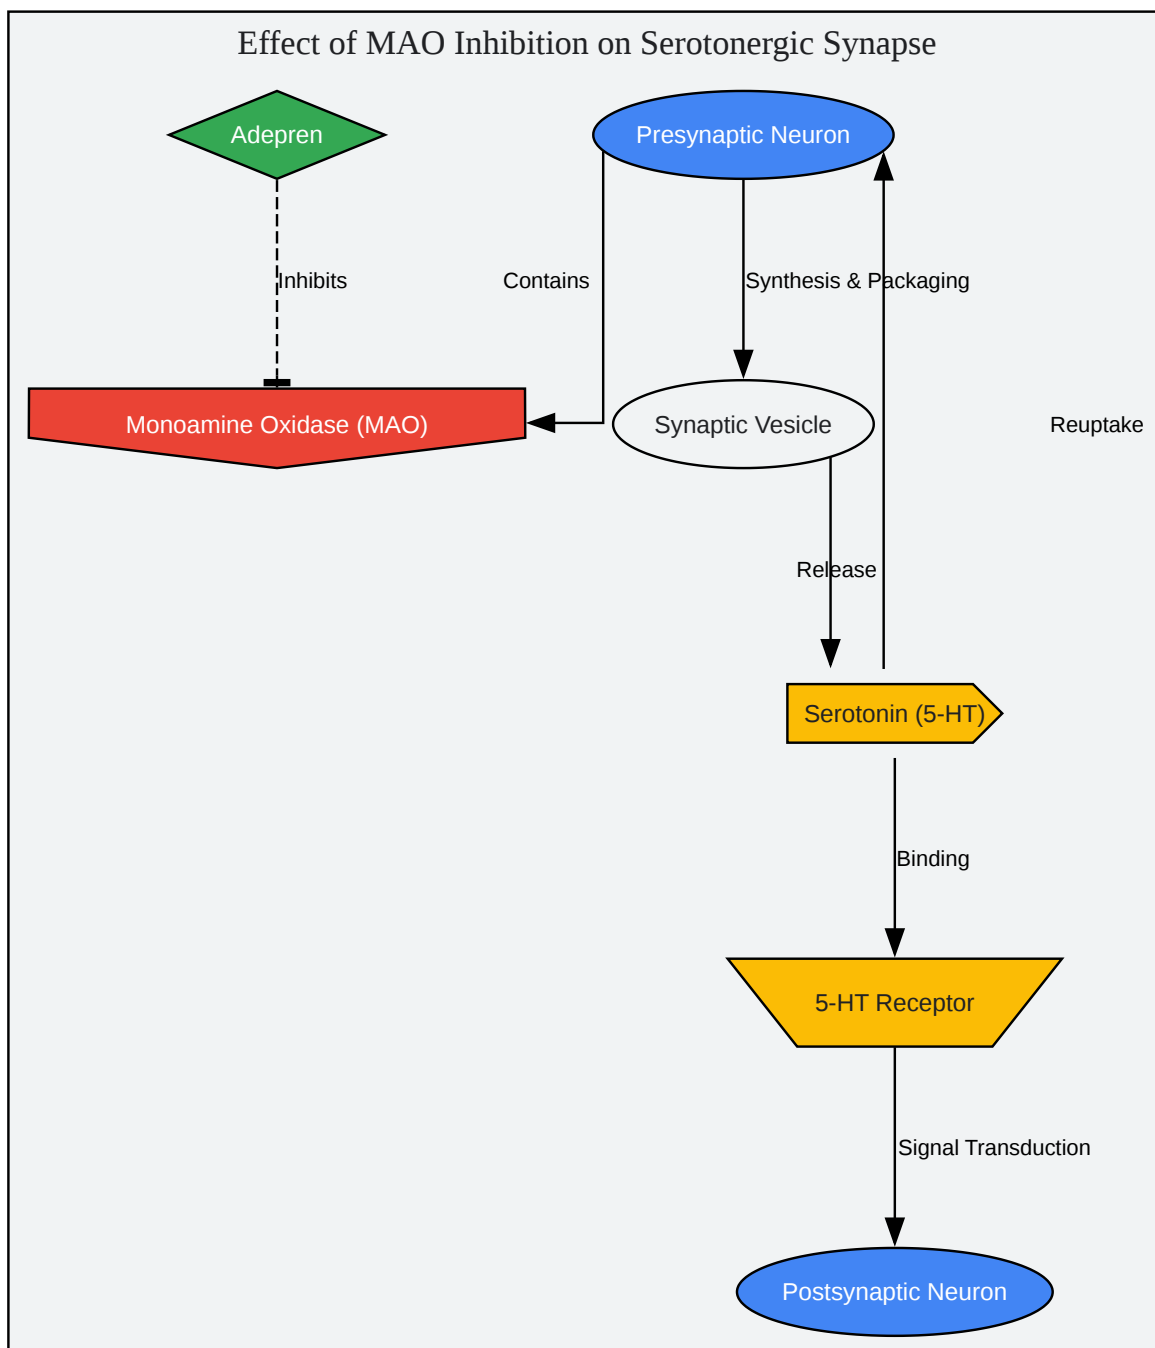 Effect of MAO Inhibition on Serotonergic Synapse
Adepren
Presynaptic Neuron
Inhibits
Contains
Synthesis & Packaging
Monoamine Oxidase (MAO)
Synaptic Vesicle
Reuptake
Release
Serotonin (5-HT)
Binding
5-HT Receptor
Signal Transduction
Postsynaptic Neuron